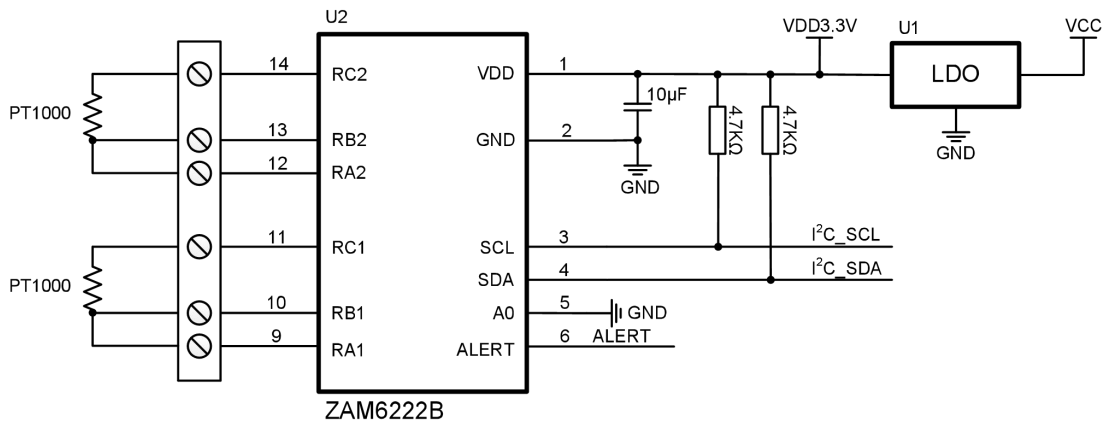 U2
VDD3.3V
U1
VCC
14
RC2
VDD
1
LDO
PT1000
10μF
4.7KΩ
4.7KΩ
13
RB2
GND
2
12
RA2
GND
GND
11
RC1
SCL
3
I²C_SCL
PT1000
SDA
4
I²C_SDA
10
RB1
A0
5
GND
9
RA1
ALERT
6
ALERT
ZAM6222B